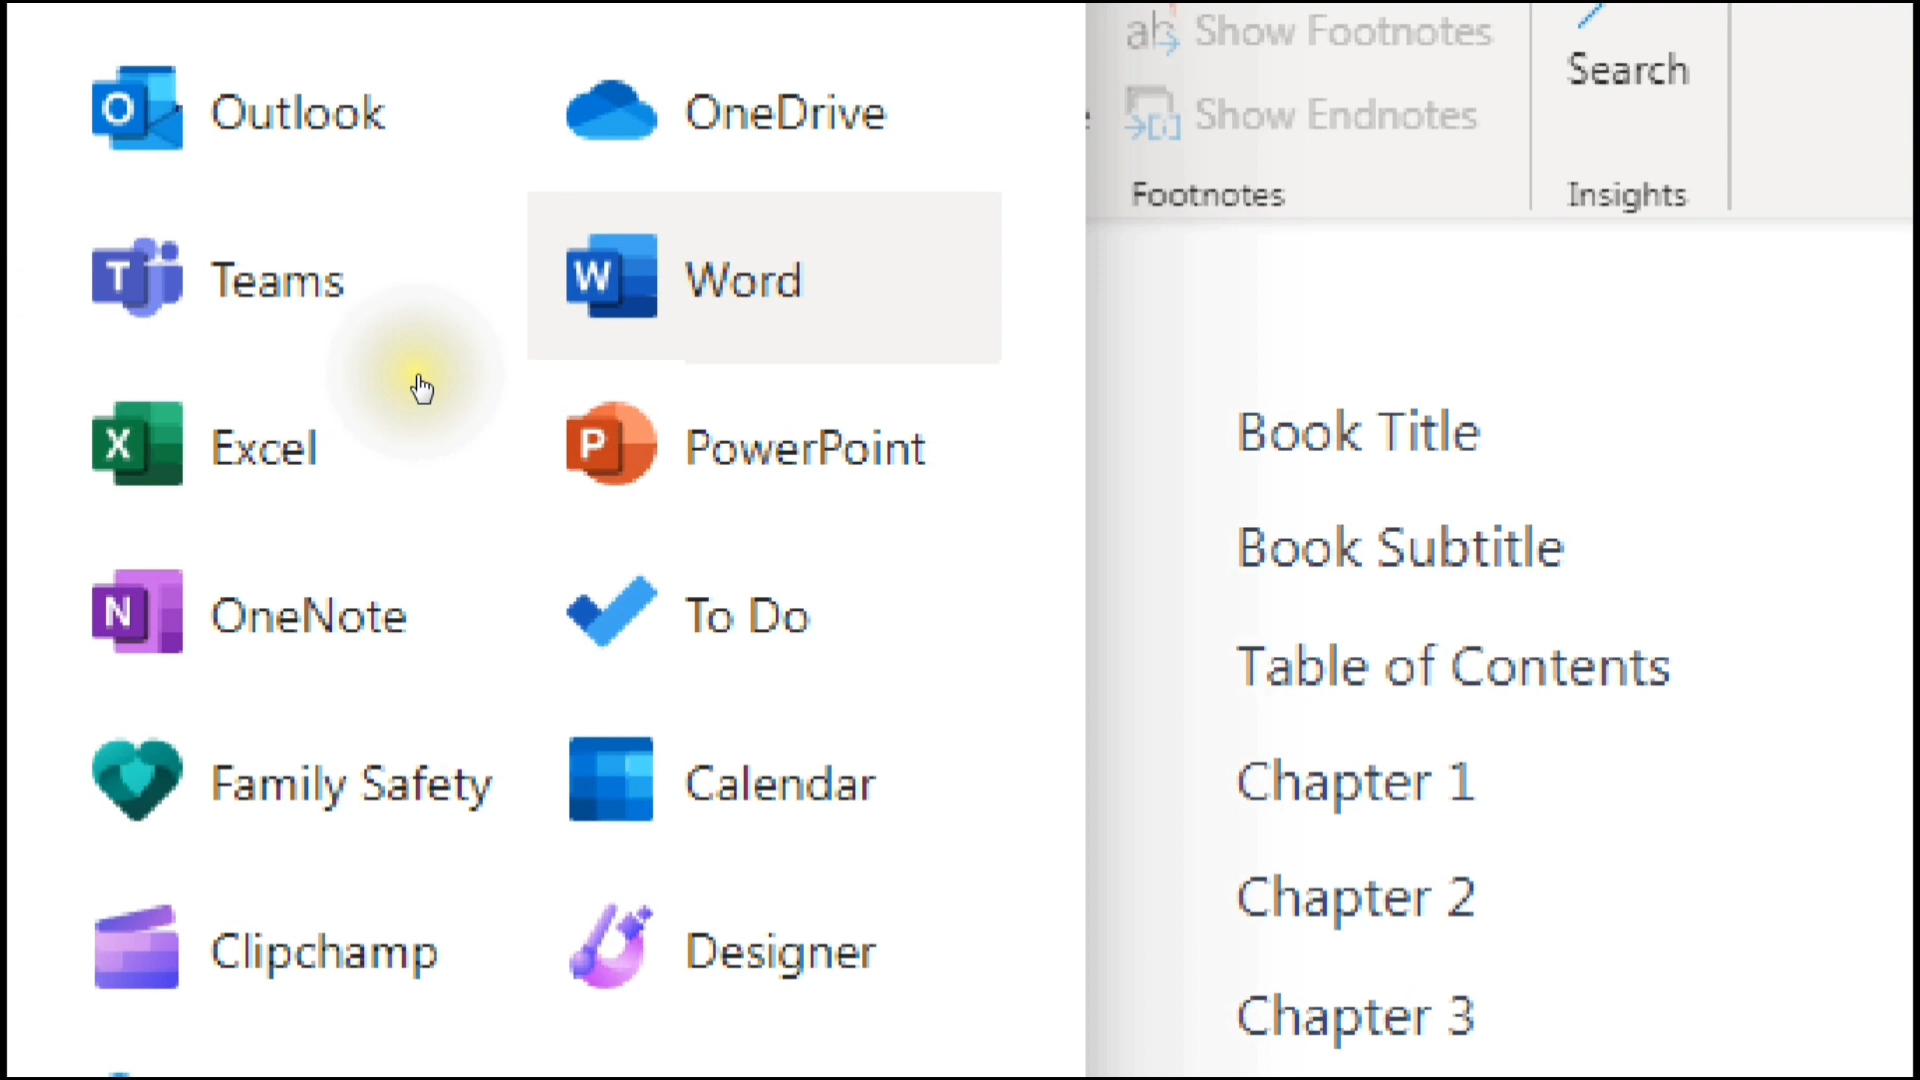 Outlook
OneDrive
Teams
Word
Excel
PowerPoint
OneNote
To Do
Family Safety
Calendar
Clipchamp
Designer
ab
Show Footnotes
Show Endnotes
Footnotes
Search
Insights
Book Title
Book Subtitle
Table of Contents
Chapter 1
Chapter 2
Chapter 3